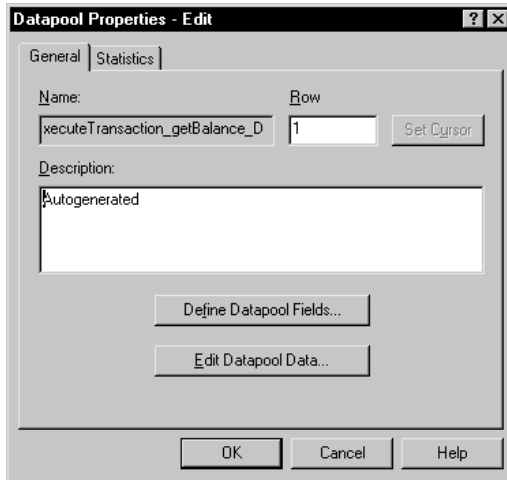 Datapool Properties - Edit
General Statistics
Name: Row
xecuteTransaction_getBalance_D 1 Set Cursor
Description:
Autogenerated
Define Datapool Fields...
Edit Datapool Data...
OK Cancel Help